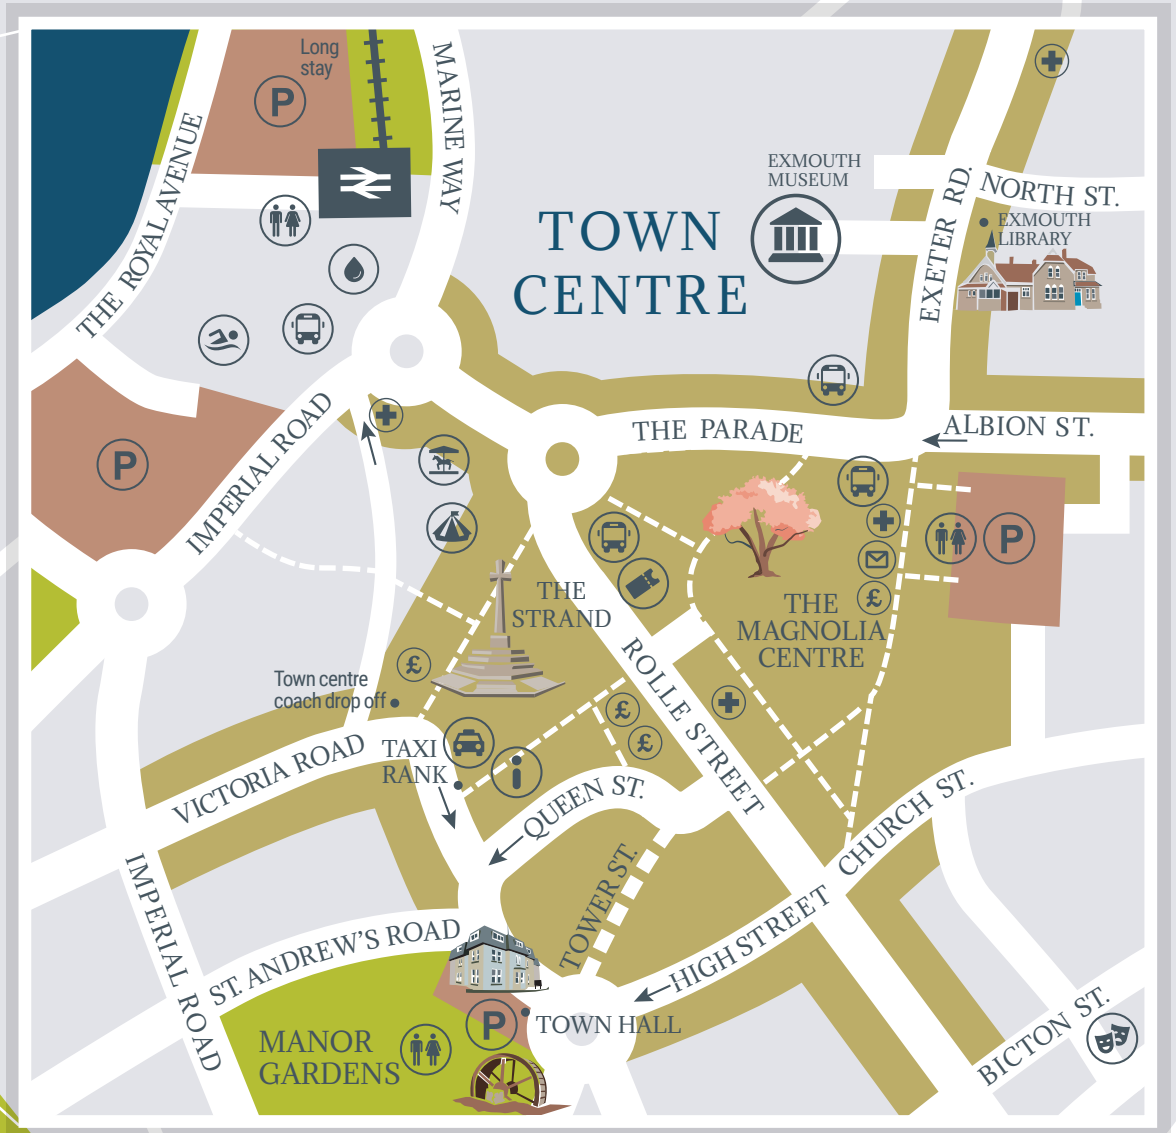 Long
stay
P
MARINE WAY
THE ROYAL AVENUE
EXMOUTH
MUSEUM
TOWN
CENTRE
EXETER RD.
NORTH ST.
EXMOUTH
LIBRARY
THE PARADE
ALBION ST.
P
IMPERIAL ROAD
P
THE
STRAND
THE
MAGNOLIA
CENTRE
£
£
Town centre
coach drop off
ROLLE STREET
£
£
VICTORIA ROAD
TAXI
RANK
i
QUEEN ST.
CHURCH ST.
IMPERIAL ROAD
TOWER ST.
HIGH STREET
ST. ANDREW'S ROAD
P
TOWN HALL
MANOR
GARDENS
BICTON ST.